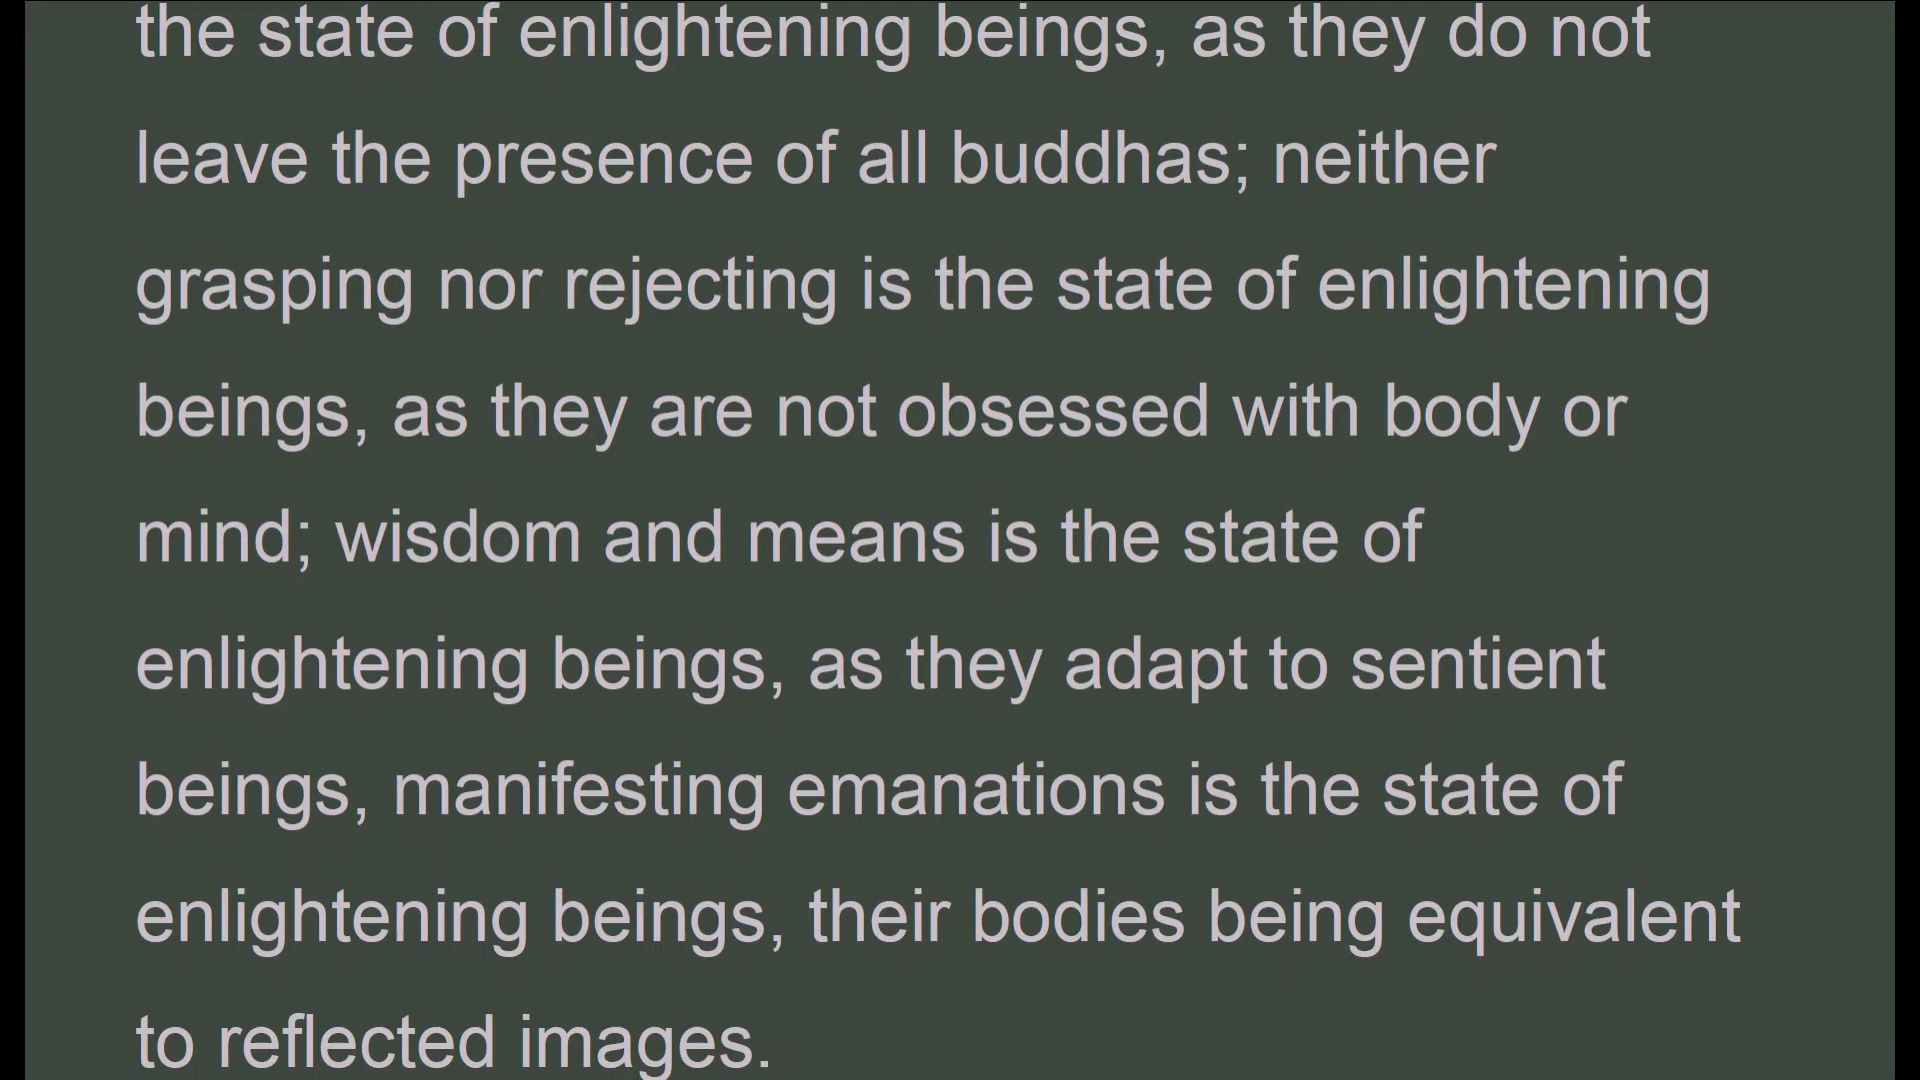 the state of enlightening beings, as they do not
leave the presence of all buddhas; neither
grasping nor rejecting is the state of enlightening
beings, as they are not obsessed with body or
mind; wisdom and means is the state of
enlightening beings, as they adapt to sentient
beings, manifesting emanations is the state of
enlightening beings, their bodies being equivalent
to reflected images.